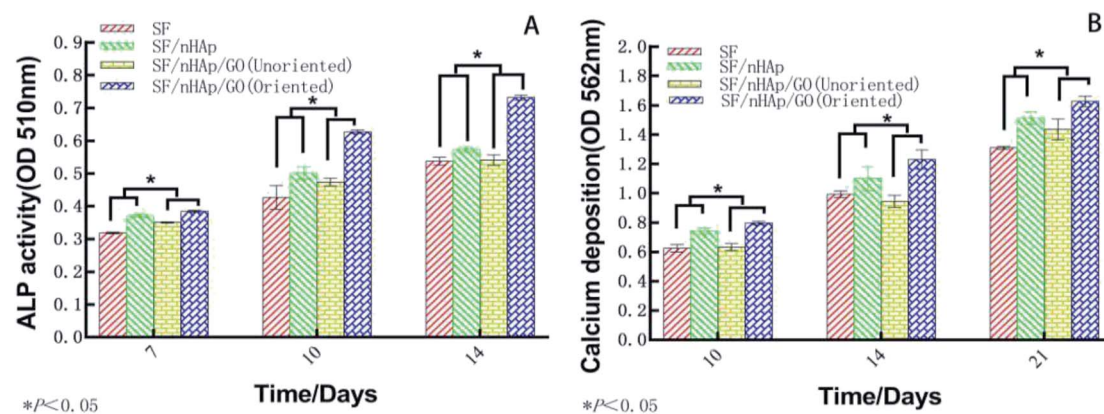 A
SF
SF/nHAp
SF/nHAp/GO(Unoriented)
SF/nHAp/GO(Oriented)
ALP activity(OD 510nm)
0.9
0.8
0.7
0.6
0.5
0.4
0.3
0.2
0.1
0.0
*
*
*
7
10
14
Time/Days
*P<0.05
B
SF
SF/nHAp
SF/nHAp/GO(Unoriented)
SF/nHAp/GO(Oriented)
Calcium deposition(OD 562nm)
2.0
1.8
1.6
1.4
1.2
1.0
0.8
0.6
0.4
0.2
0.0
*
*
*
10
14
21
Time/Days
*P<0.05